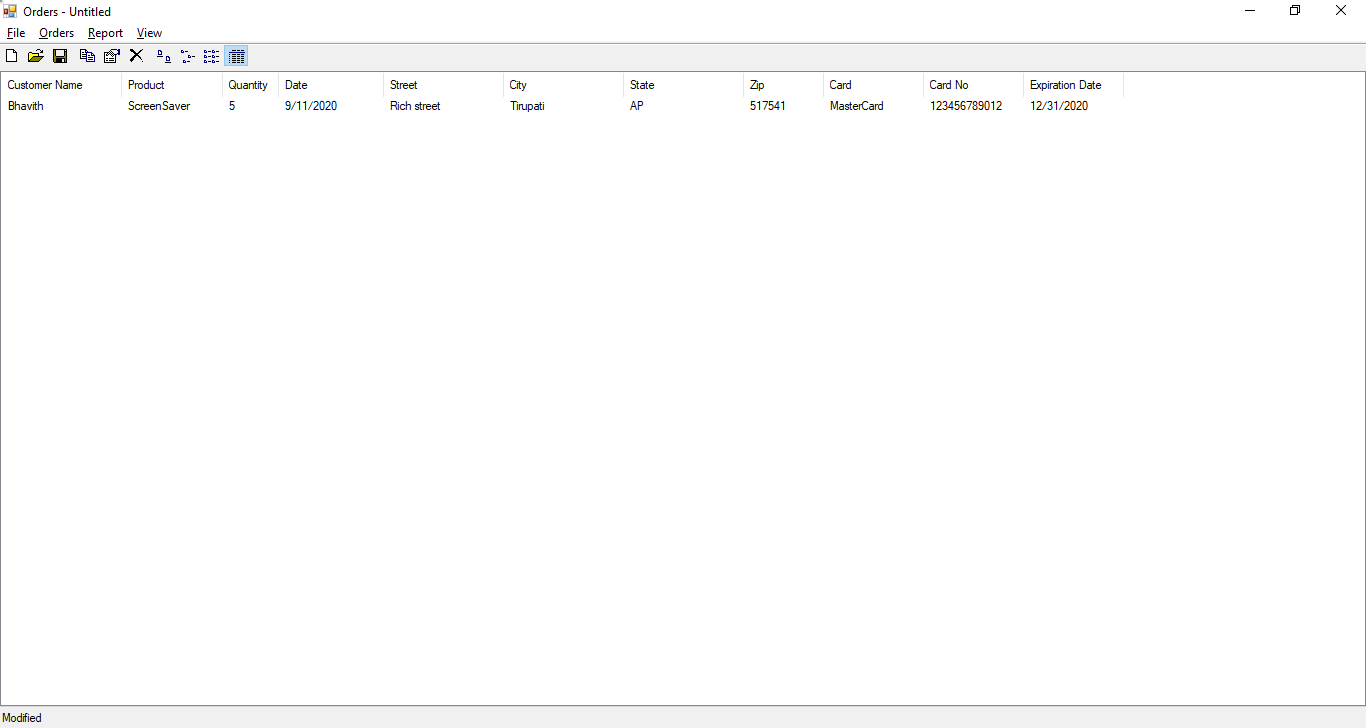 Orders - Untitled
File Orders Report View
Customer Name Product Quantity Date Street City State Zip Card Card No Expiration Date
Bhavith ScreenSaver 5 9/11/2020 Rich street Tirupati AP 517541 MasterCard 123456789012 12/31/2020
Modified